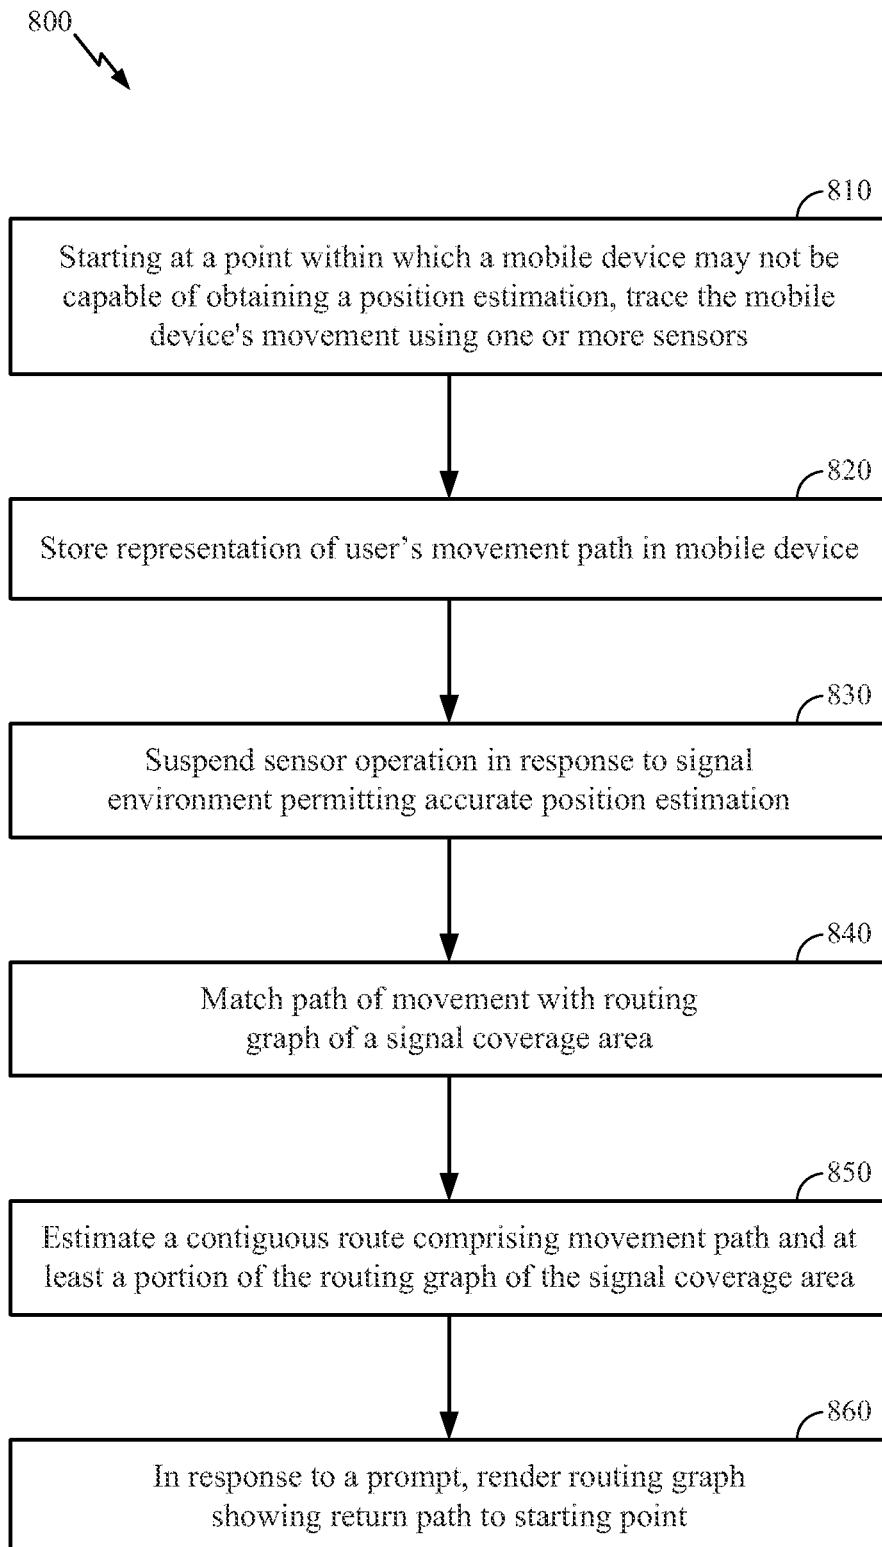 800
810
Starting at a point within which a mobile device may not be
capable of obtaining a position estimation, trace the mobile
device's movement using one or more sensors
820
Store representation of user’s movement path in mobile device
830
Suspend sensor operation in response to signal
environment permitting accurate position estimation
840
Match path of movement with routing
graph of a signal coverage area
850
Estimate a contiguous route comprising movement path and at
least a portion of the routing graph of the signal coverage area
860
In response to a prompt, render routing graph
showing return path to starting point